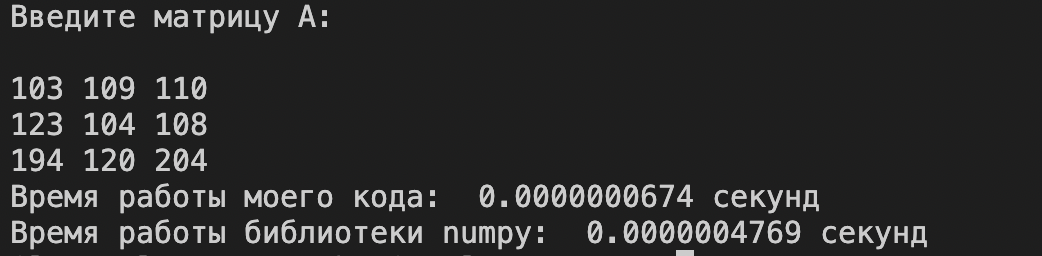 Введите матрицу A:
103 109 110
123 104 108
194 120 204
Время работы моего кода:  0.0000000674 секунд
Время работы библиотеки numpy:  0.0000004769 секунд